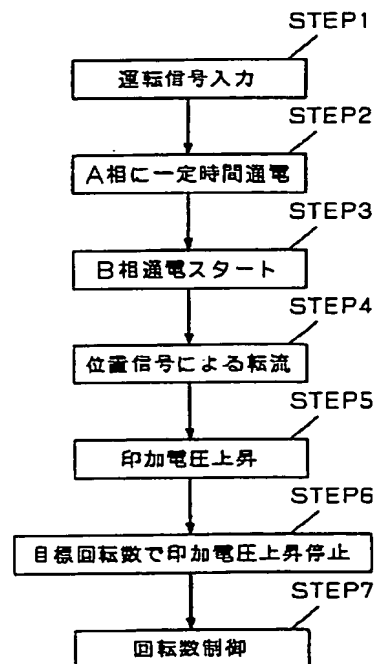 STEP1
運転信号入力
STEP2
A相に一定時間通電
STEP3
B相通電スタート
STEP4
位置信号による転流
STEP5
印加電圧上昇
STEP6
目標回転数で印加電圧上昇停止
STEP7
回転数制御